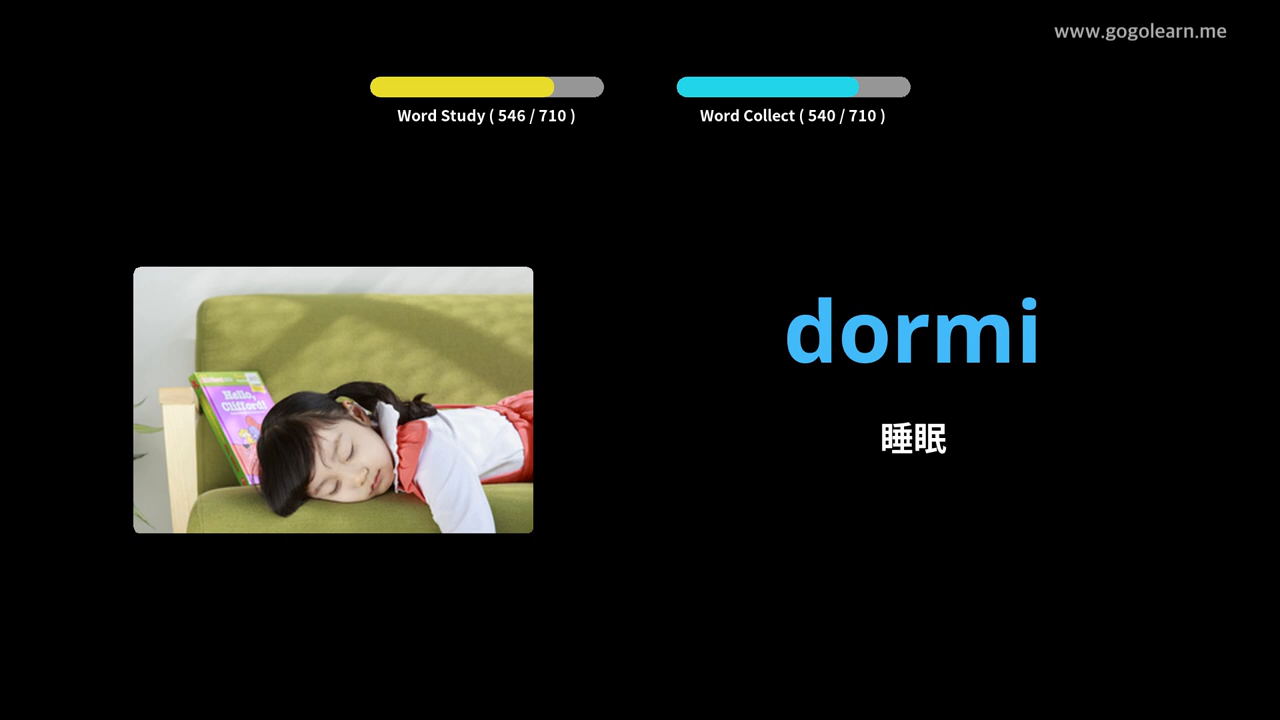 www.gogolearn.me
Word Study ( 546 / 710 )
Word Collect ( 540 / 710 )
Hello,
Clifford!
dormi
睡眠